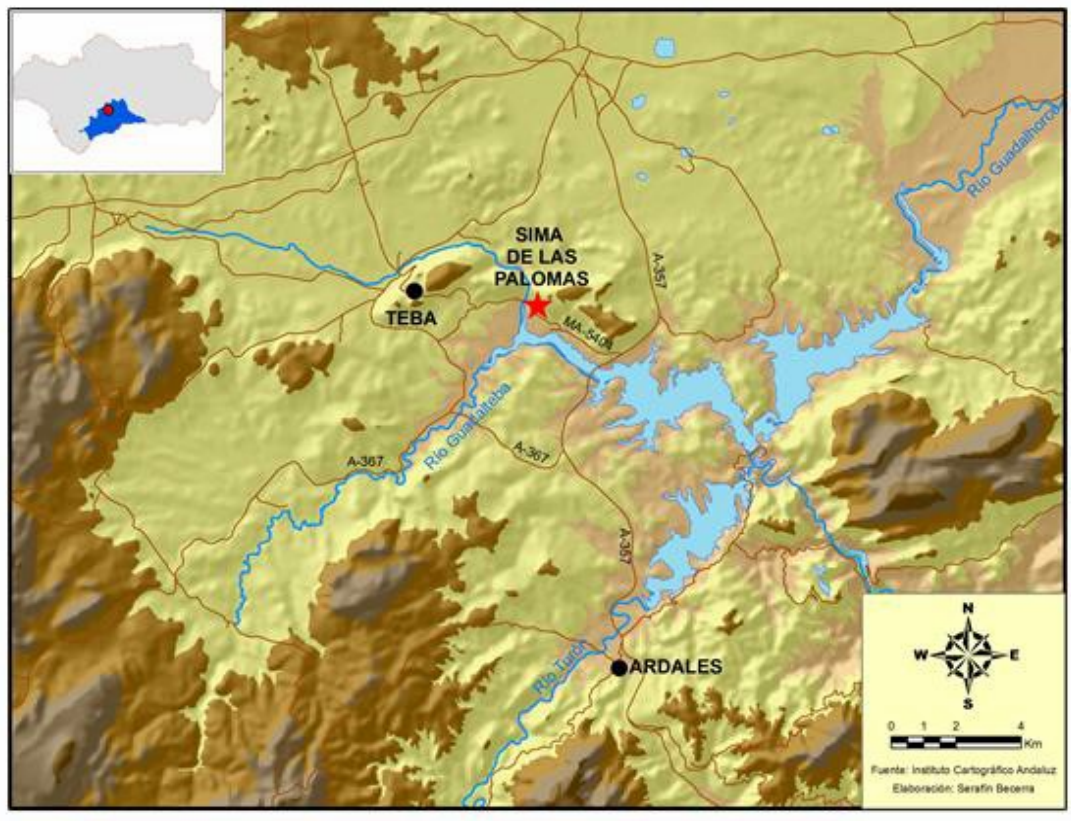 Río Guadalhorce
SIMA
DE LAS
PALOMAS
A-357
TEBA
MA-5404
Río Guadalteba
A-367
A-367
A-357
Río Turón
ARDALES
N
W
E
S
0 1 2 4
Km
Fuente: Instituto Cartográfico Andaluz
Elaboración: Serafín Becerra